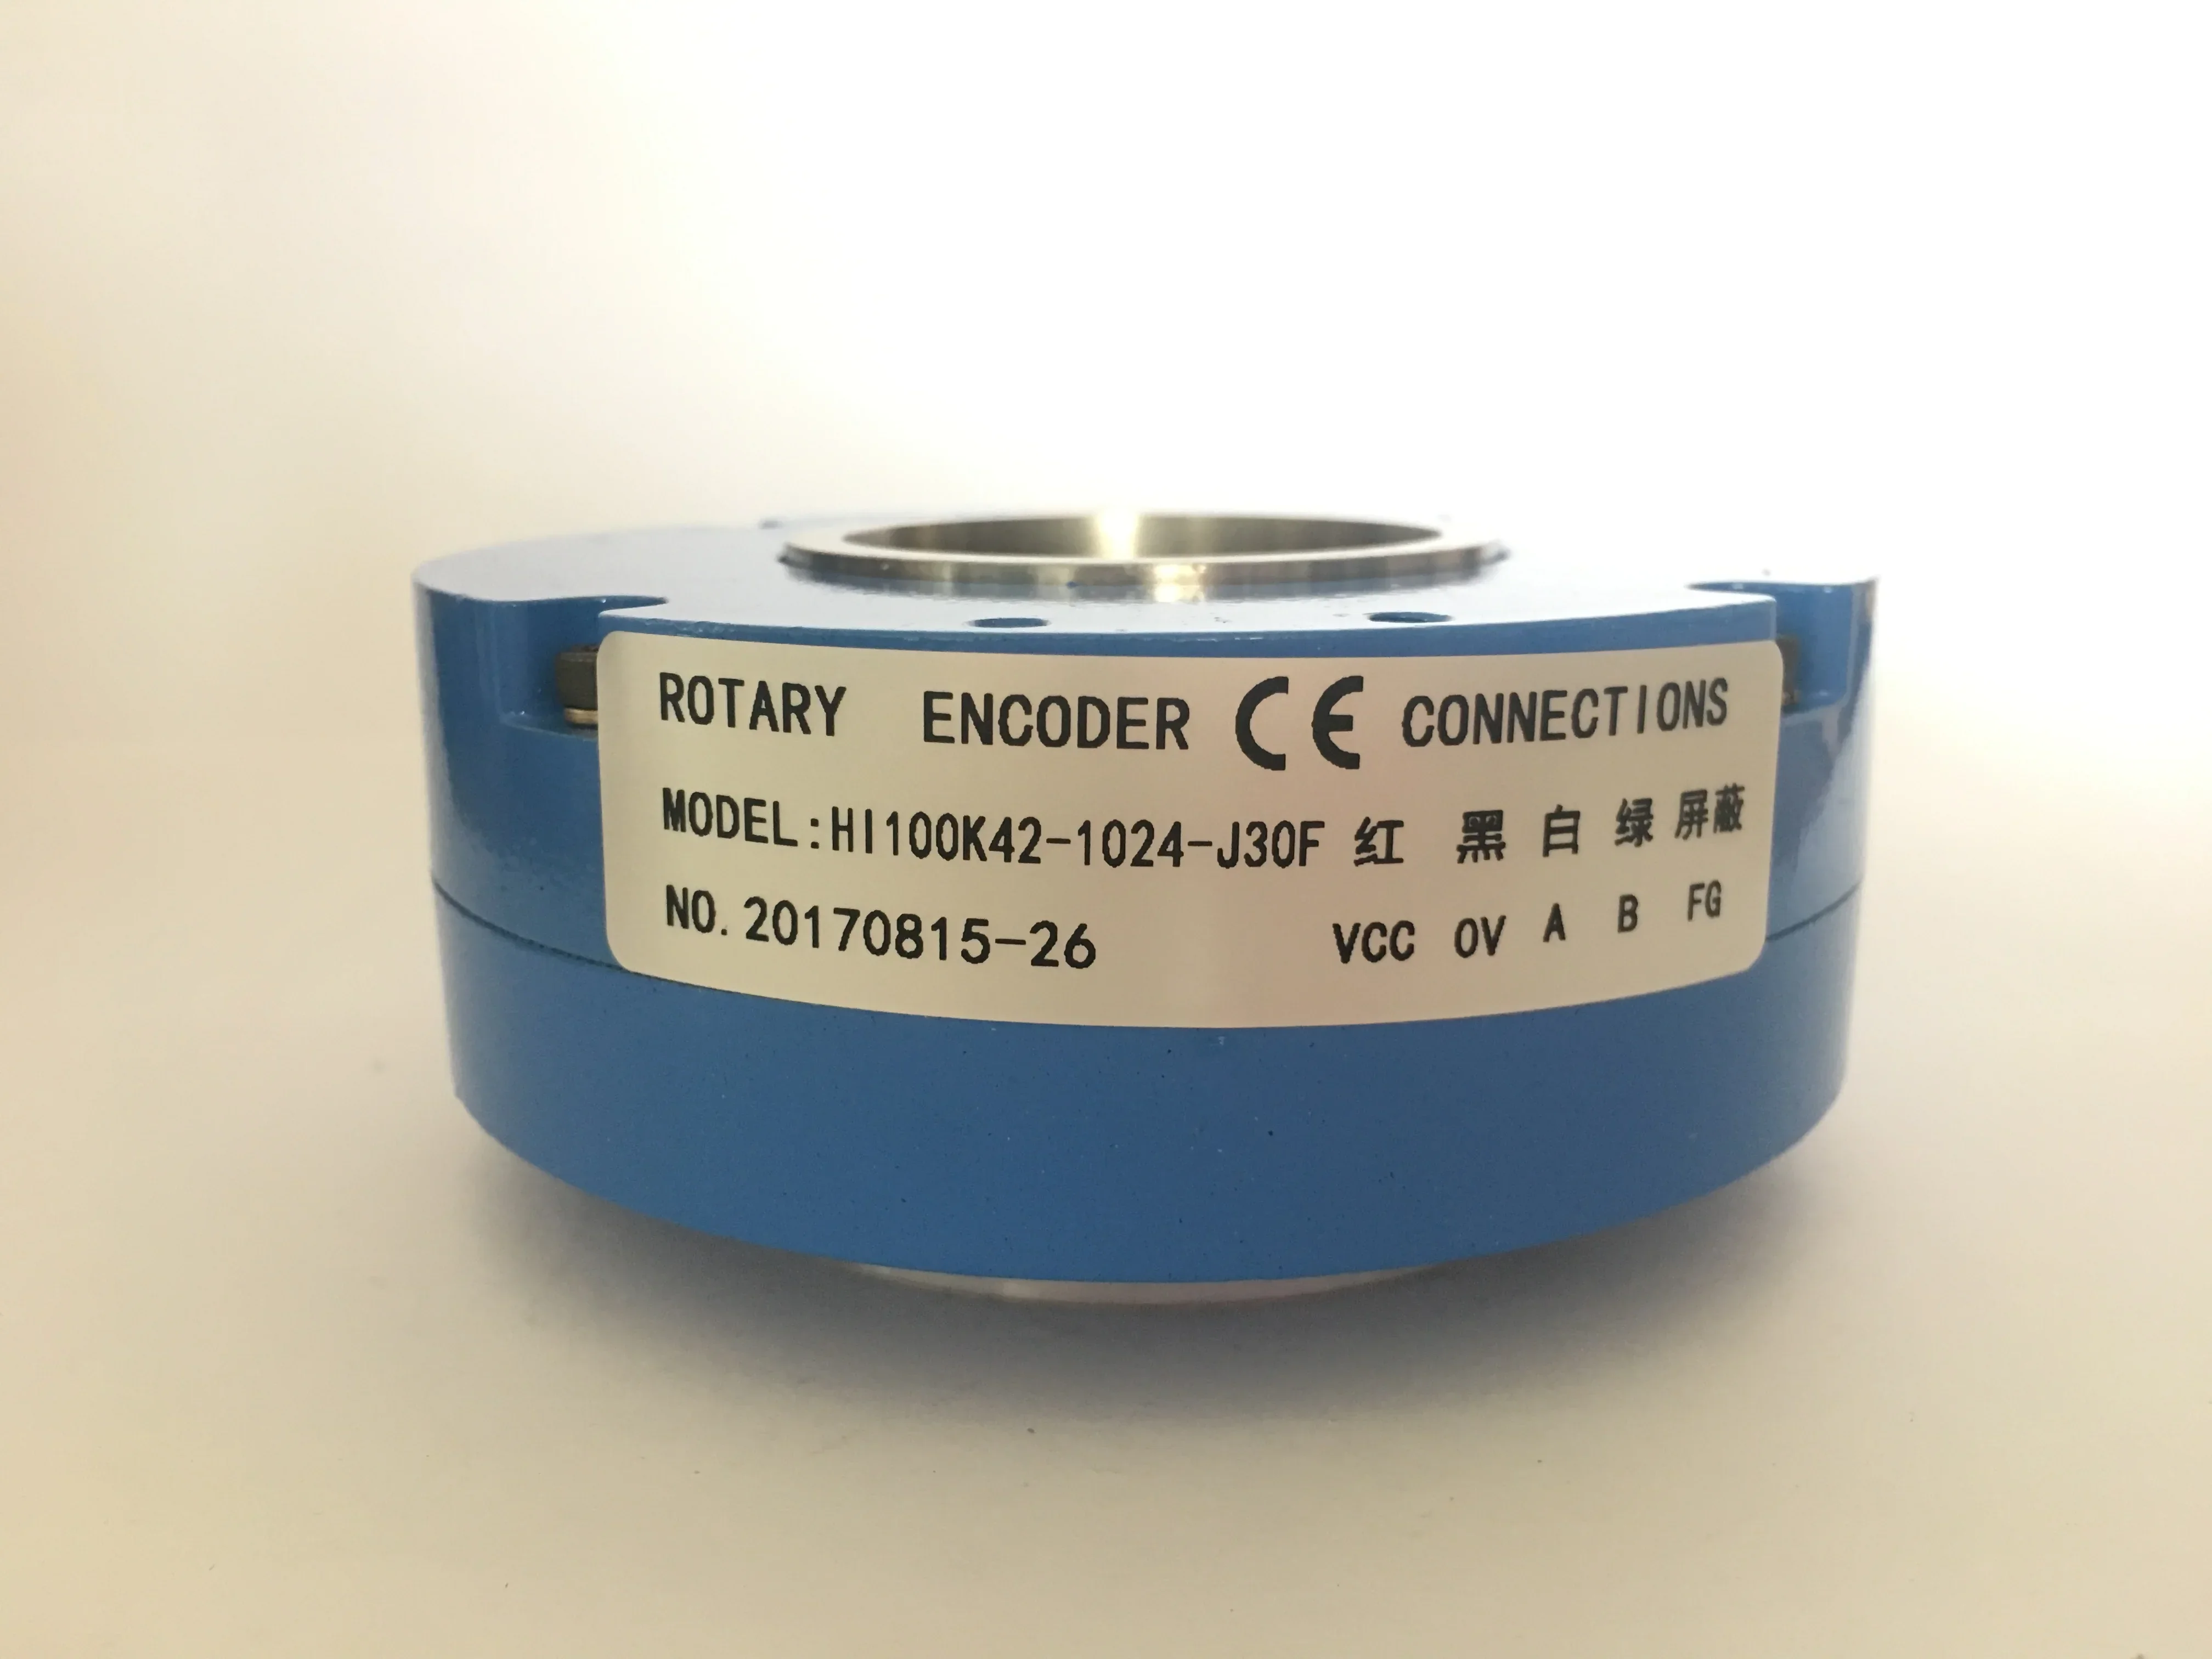 ROTARY ENCODER CE CONNECTIONS
MODEL:HI100K42-1024-J30F 红 黑 白 绿 屏蔽
NO.20170815-26 VCC 0V A B FG